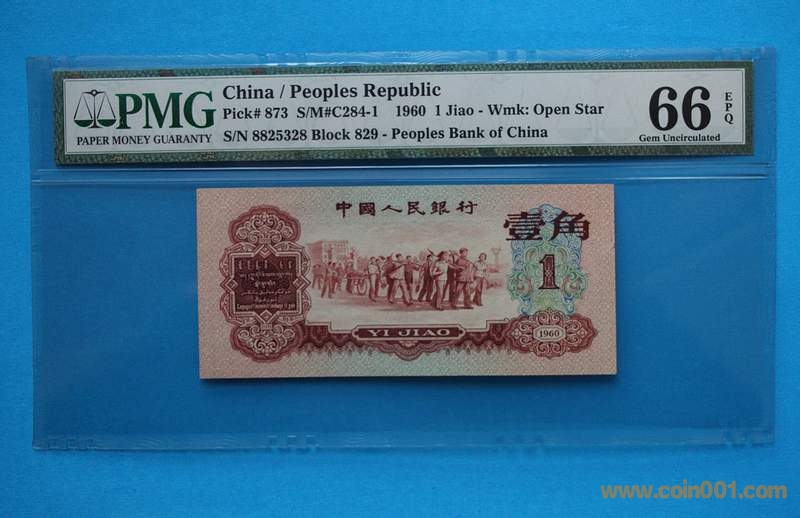 PMG
PAPER MONEY GUARANTY
China / Peoples Republic
Pick# 873 S/M#C284-1 1960 1 Jiao - Wmk: Open Star
S/N 8825328 Block 829 - Peoples Bank of China
66 EPQ
Gem Uncirculated
中國人民銀行
壹角
1
YI JIAO
1960
www.coin001.com